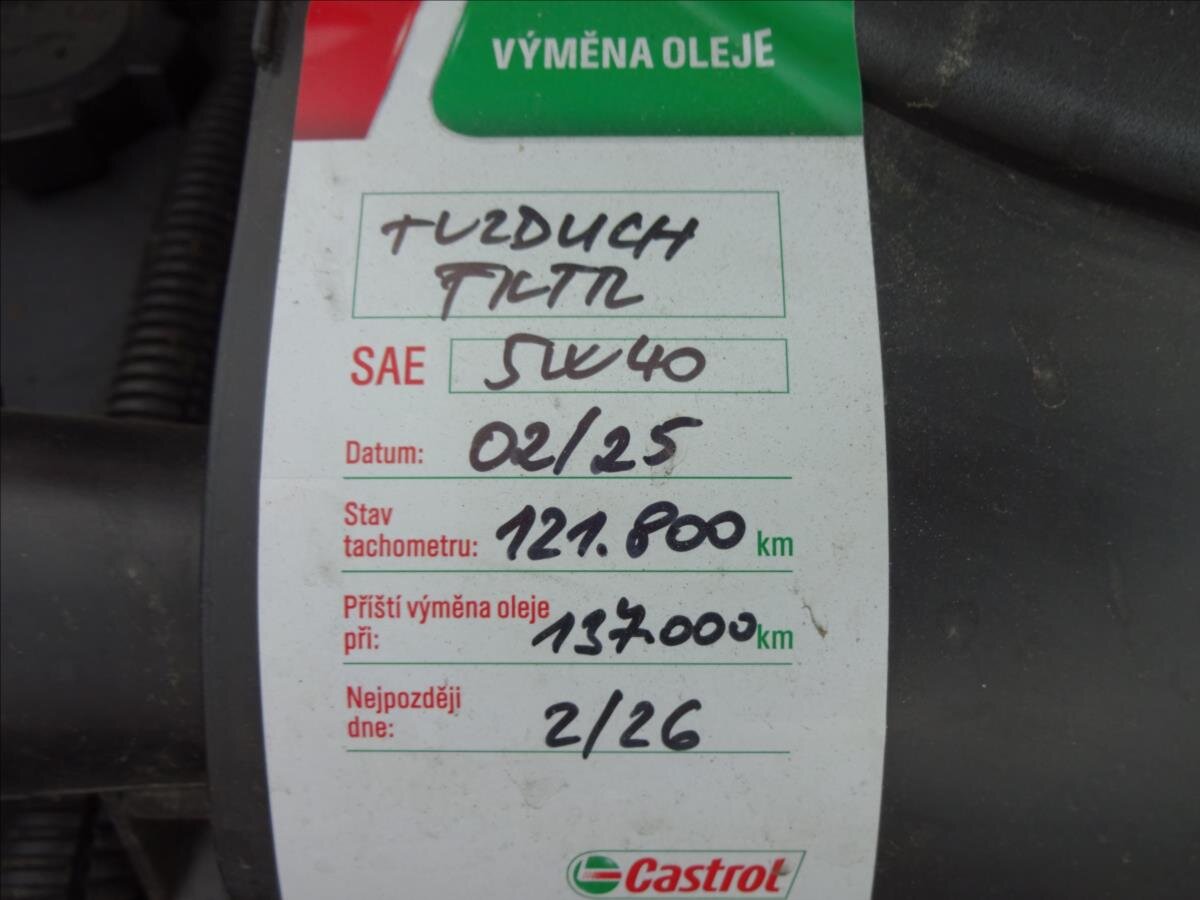 VÝMĚNA OLEJE
+ VZDUCH
FILTR
SAE 5W40
Datum: 02/25
Stav
tachometru: 121.800 km
Příští výměna oleje
při: 137.000 km
Nejpozději
dne: 2/26
Castrol